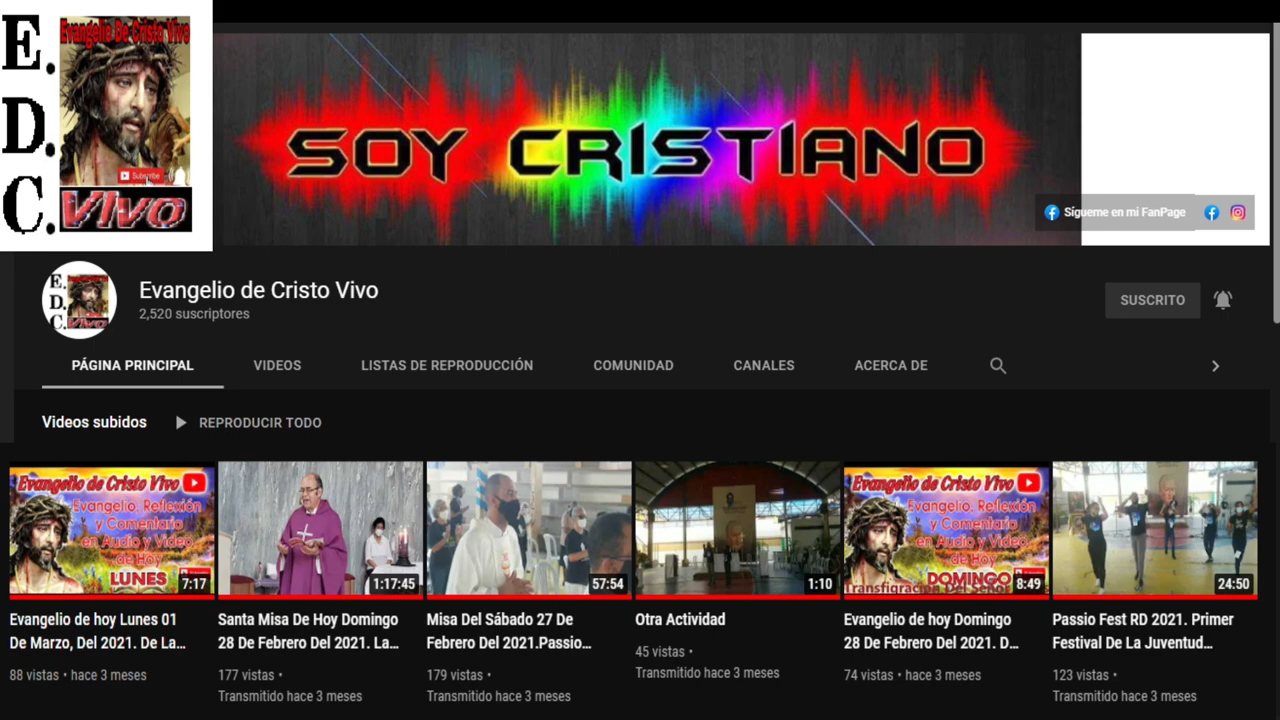 E.
D.
C.
Evangelio De Cristo Vivo
Subscribe
VIvo
SOY CRISTIANO
Sígueme en mi FanPage
E.
D.
C.
VIvo
Evangelio de Cristo Vivo
2,520 suscriptores
SUSCRITO
PÁGINA PRINCIPAL
VIDEOS
LISTAS DE REPRODUCCIÓN
COMUNIDAD
CANALES
ACERCA DE
Videos subidos
REPRODUCIR TODO
Evangelio de Cristo Vivo
Evangelio, Reflexión
y Comentario
en Audio y Video
de Hoy
LUNES
7:17
1:17:45
57:54
1:10
Evangelio de Cristo Vivo
Evangelio, Reflexión
y Comentario
en Audio y Video
de Hoy
DOMINGO
Transfigración Del Señor
8:49
24:50
Evangelio de hoy Lunes 01
De Marzo, Del 2021. De La...
88 vistas • hace 3 meses
Santa Misa De Hoy Domingo
28 De Febrero Del 2021. La...
177 vistas •
Transmitido hace 3 meses
Misa Del Sábado 27 De
Febrero Del 2021.Passio...
179 vistas •
Transmitido hace 3 meses
Otra Actividad
45 vistas •
Transmitido hace 3 meses
Evangelio de hoy Domingo
28 De Febrero Del 2021. D...
74 vistas • hace 3 meses
Passio Fest RD 2021. Primer
Festival De La Juventud...
123 vistas •
Transmitido hace 3 meses